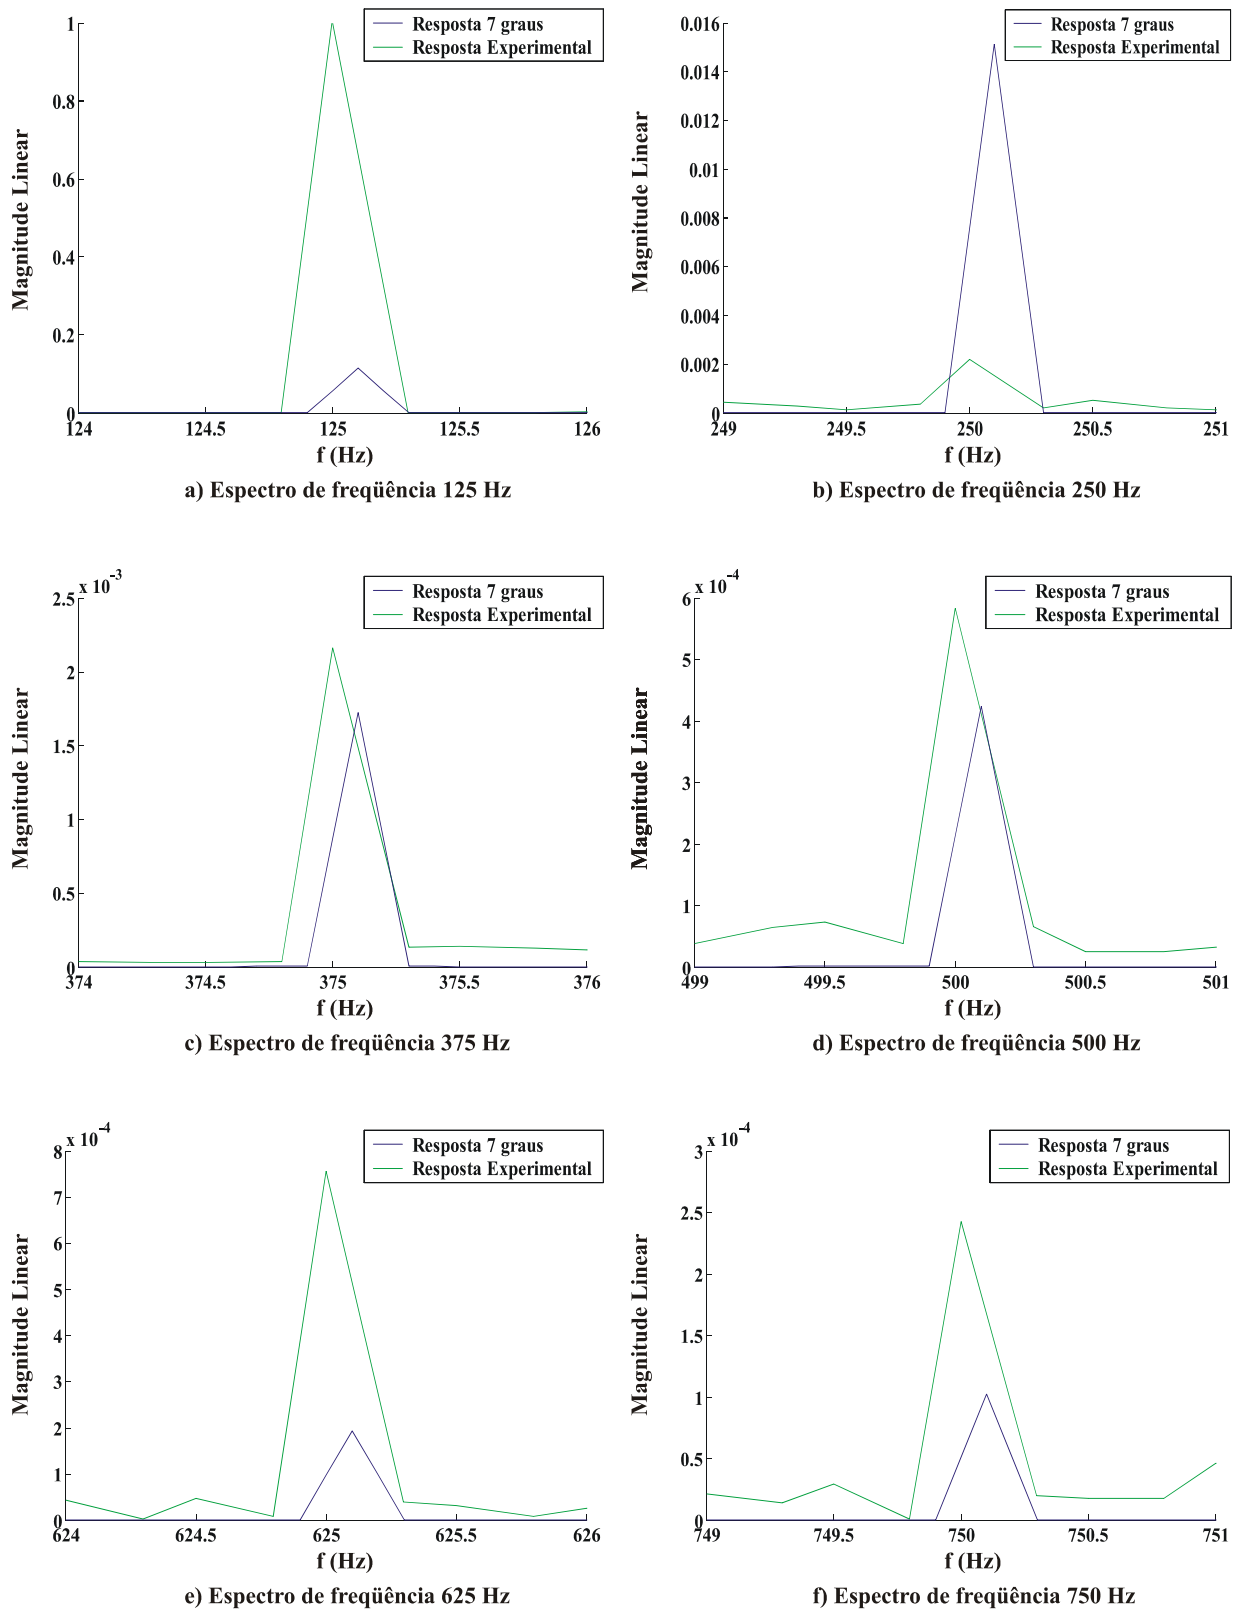 1
0.8
0.6
0.4
0.2
0
Magnitude Linear
Resposta 7 graus
Resposta Experimental
124
124.5
125
125.5
126
f (Hz)
a) Espectro de freqüência 125 Hz
0.016
0.014
0.012
0.01
0.008
0.006
0.004
0.002
0
Magnitude Linear
Resposta 7 graus
Resposta Experimental
249
249.5
250
250.5
251
f (Hz)
b) Espectro de freqüência 250 Hz
x 10-3
2.5
2
1.5
1
0.5
0
Magnitude Linear
Resposta 7 graus
Resposta Experimental
374
374.5
375
375.5
376
f (Hz)
c) Espectro de freqüência 375 Hz
x 10-4
6
5
4
3
2
1
0
Magnitude Linear
Resposta 7 graus
Resposta Experimental
499
499.5
500
500.5
501
f (Hz)
d) Espectro de freqüência 500 Hz
x 10-4
8
7
6
5
4
3
2
1
0
Magnitude Linear
Resposta 7 graus
Resposta Experimental
624
624.5
625
625.5
626
f (Hz)
e) Espectro de freqüência 625 Hz
x 10-4
3
2.5
2
1.5
1
0.5
0
Magnitude Linear
Resposta 7 graus
Resposta Experimental
749
749.5
750
750.5
751
f (Hz)
f) Espectro de freqüência 750 Hz